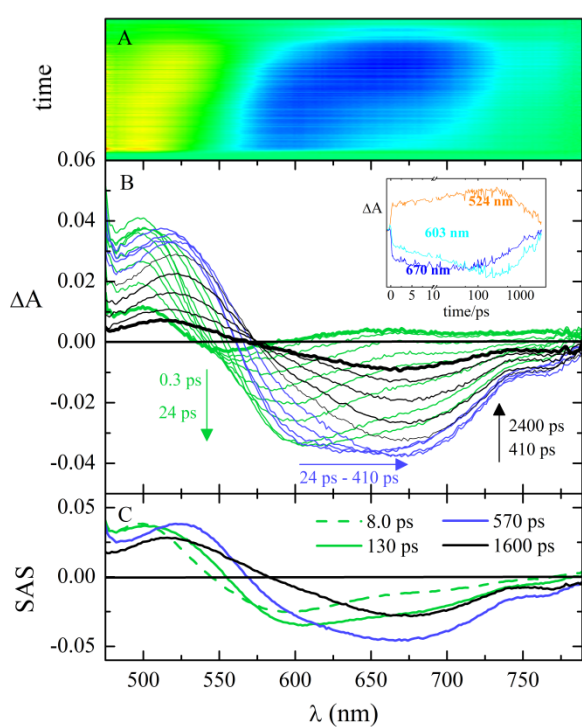 A
time
0.06
B
0.04
ΔA
524 nm
603 nm
670 nm
0 5 10 100 1000
time/ps
0.02
ΔA
0.00
0.3 ps
24 ps
-0.02
24 ps - 410 ps
2400 ps
410 ps
-0.04
0.05
C
8.0 ps
570 ps
130 ps
1600 ps
SAS
0.00
-0.05
500 550 600 650 700 750
λ (nm)